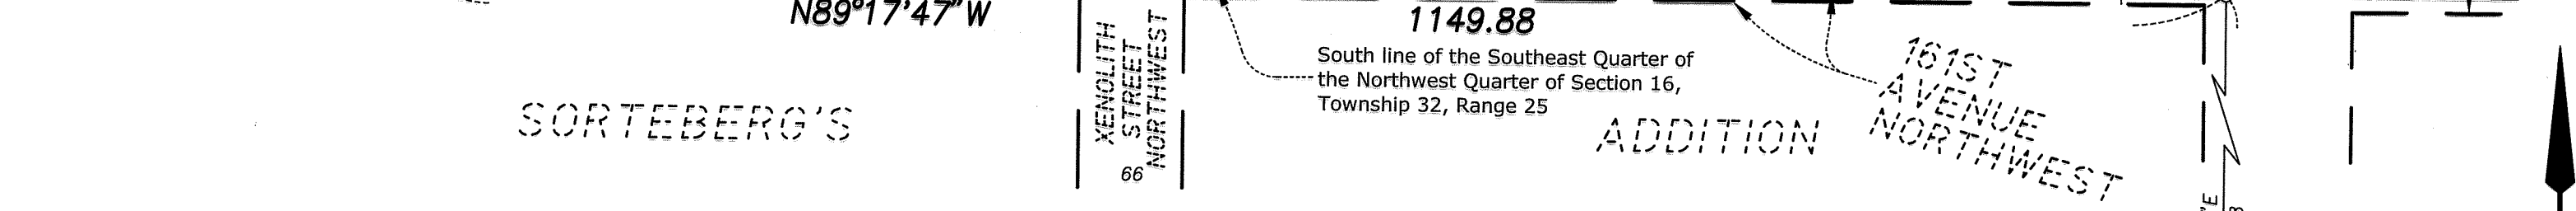 N89°17'47"W
1149.88
XENOLITH
STREET
NORTHWEST
66
South line of the Southeast Quarter of
the Northwest Quarter of Section 16,
Township 32, Range 25
161ST
AVENUE
NORTHWEST
SORTEBERG'S
ADDITION